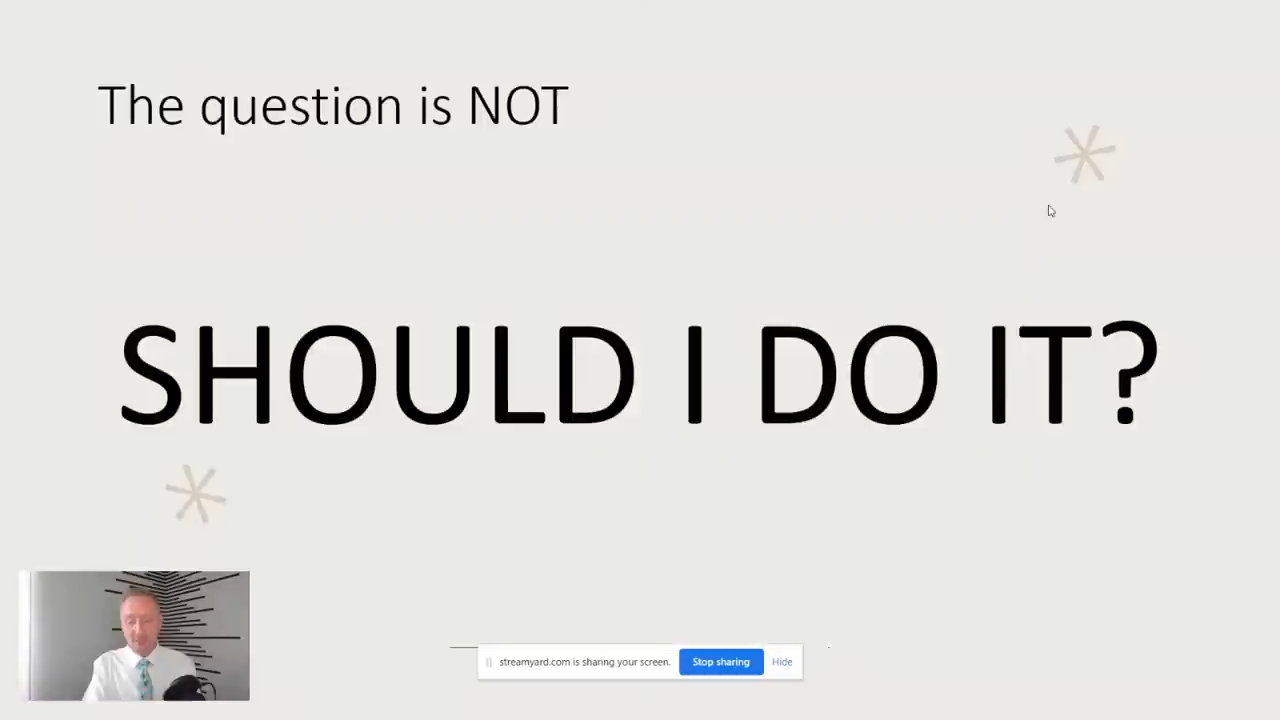 The question is NOT
SHOULD I DO IT?
streamyard.com is sharing your screen.
Stop sharing
Hide